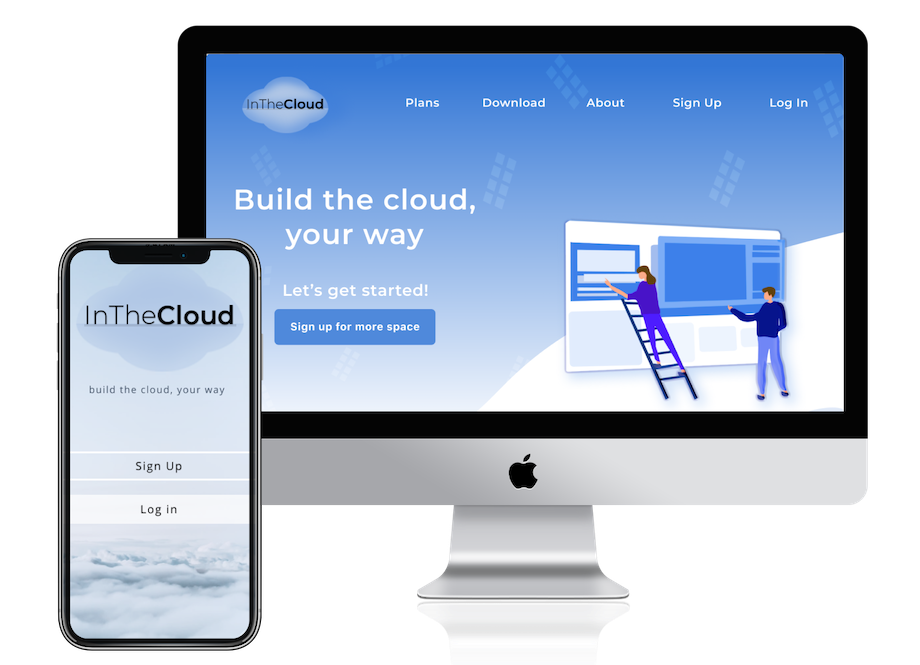 InTheCloud
Plans Download About Sign Up Log In
Build the cloud,
your way
Let's get started!
Sign up for more space
InTheCloud
build the cloud, your way
Sign Up
Log in